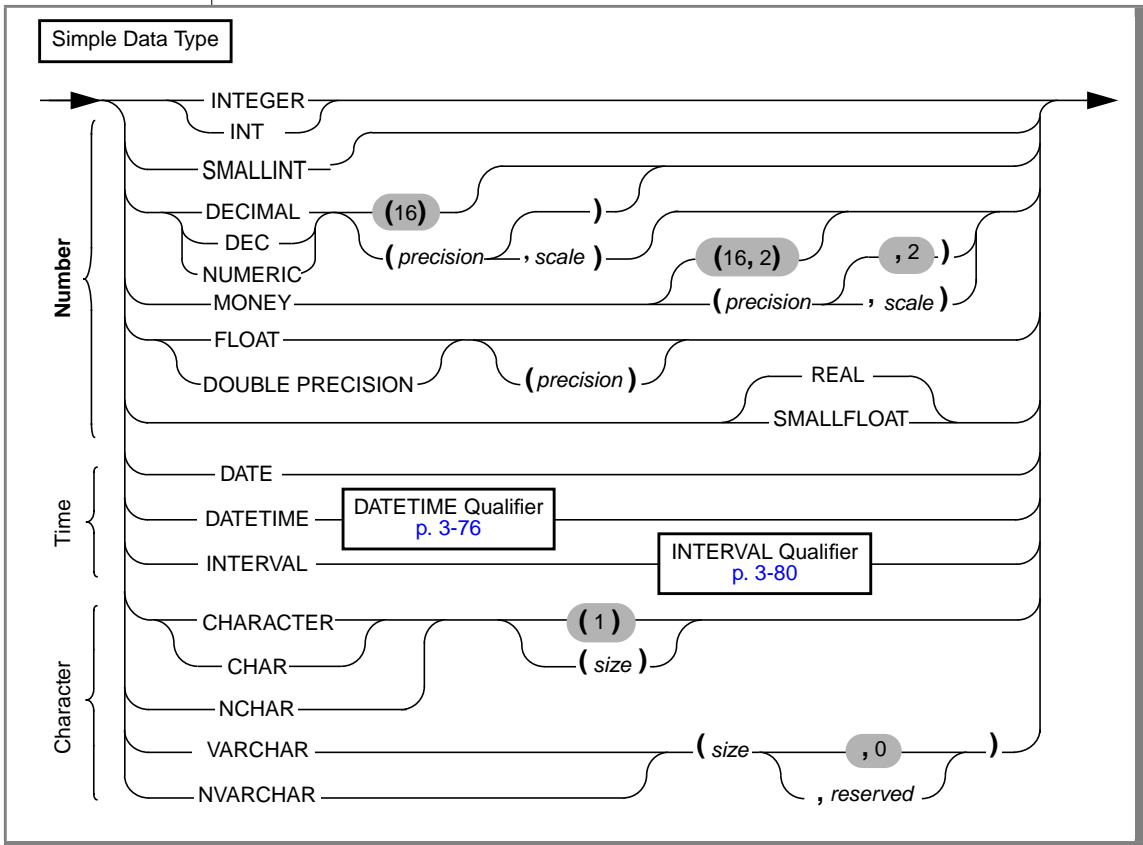 Simple Data Type
Number
INTEGER
INT
SMALLINT
DECIMAL (16) )
DEC (precision , scale )
NUMERIC
(16, 2) , 2 )
MONEY (precision , scale )
FLOAT
DOUBLE PRECISION (precision )
REAL
SMALLFLOAT
Time
DATE
DATETIME DATETIME Qualifier
p. 3-76
INTERVAL INTERVAL Qualifier
p. 3-80
Character
CHARACTER ( 1 )
CHAR ( size )
NCHAR
VARCHAR ( size , 0 )
NVARCHAR , reserved